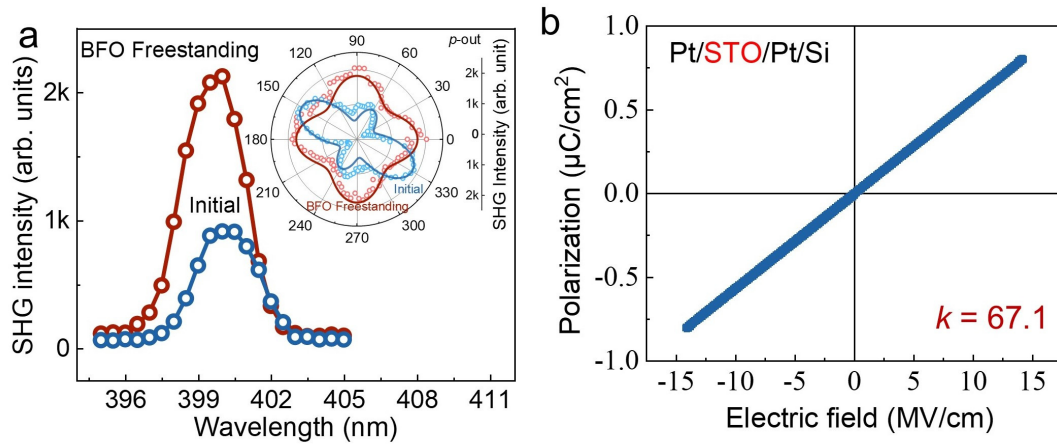 a
BFO Freestanding
SHG intensity (arb. units)
2k
1k
0
Initial
396 399 402 405 408 411
Wavelength (nm)
p-out
90
120 60
150 30
180 0
210 330
240 300
270
Initial
BFO Freestanding
SHG Intensity (arb. unit)
2k
1k
0
1k
2k
b
Pt/STO/Pt/Si
Polarization (µC/cm²)
1.0
0.5
0.0
-0.5
-1.0
k = 67.1
-15 -10 -5 0 5 10 15
Electric field (MV/cm)